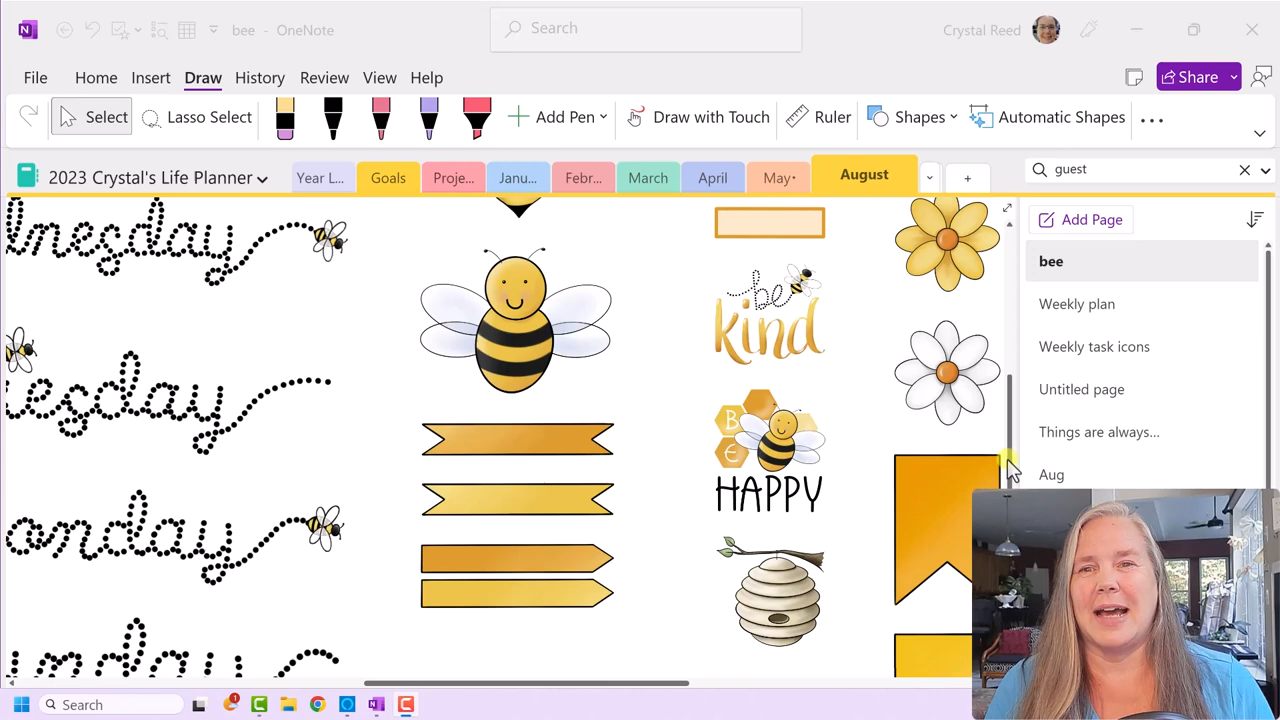 bee - OneNote
Search
Crystal Reed
File Home Insert Draw History Review View Help
Share
Select
Lasso Select
Add Pen
Draw with Touch
Ruler
Shapes
Automatic Shapes
2023 Crystal's Life Planner
Year L...
Goals
Proje...
Janu...
Febr...
March
April
May
August
guest
Add Page
bee
Weekly plan
Weekly task icons
Untitled page
Things are always...
Aug
be
kind
BE
HAPPY
Search